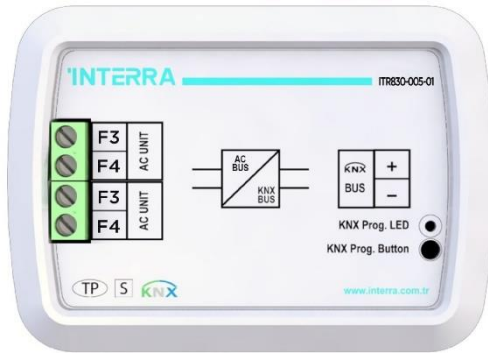 INTERRA
ITR830-005-01
F3
F4
AC UNIT
F3
F4
AC UNIT
AC
BUS
KNX
BUS
KNX
BUS
+
−
KNX Prog. LED
KNX Prog. Button
TP
S
KNX
www.interra.com.tr